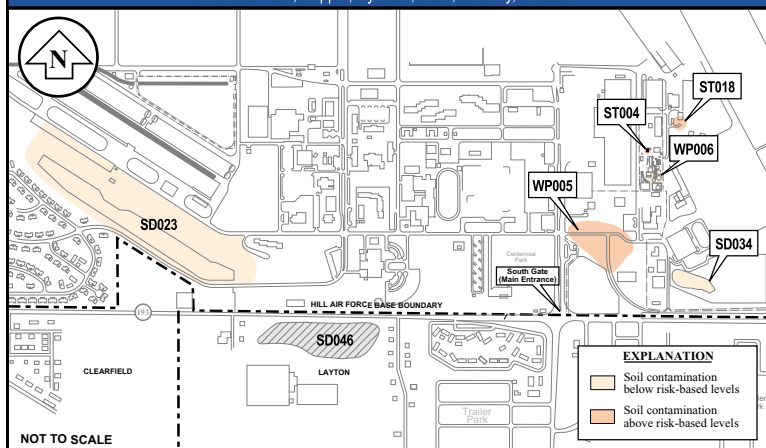 N
ST018
ST004
WP006
WP005
SD023
SD034
Centennial
Park
South Gate
(Main Entrance)
HILL AIR FORCE BASE BOUNDARY
193
SD046
CLEARFIELD
LAYTON
Trailer
Park
EXPLANATION
Soil contamination
below risk-based levels
Soil contamination
above risk-based levels
NOT TO SCALE